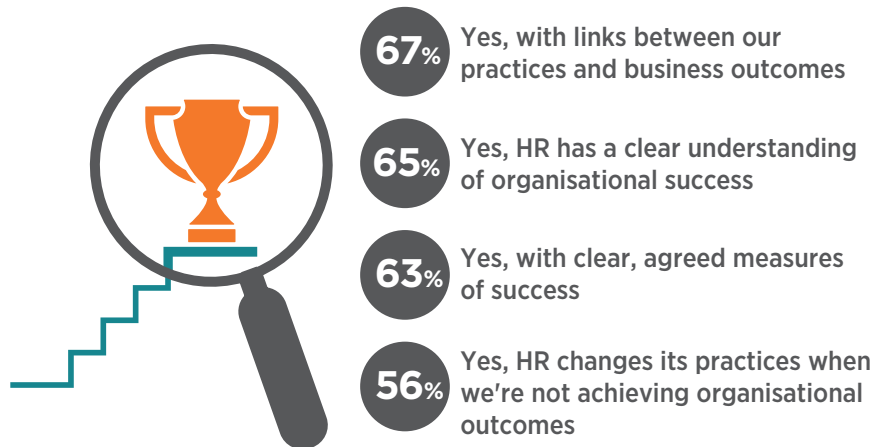 67% Yes, with links between our
practices and business outcomes
65% Yes, HR has a clear understanding
of organisational success
63% Yes, with clear, agreed measures
of success
56% Yes, HR changes its practices when
we're not achieving organisational
outcomes